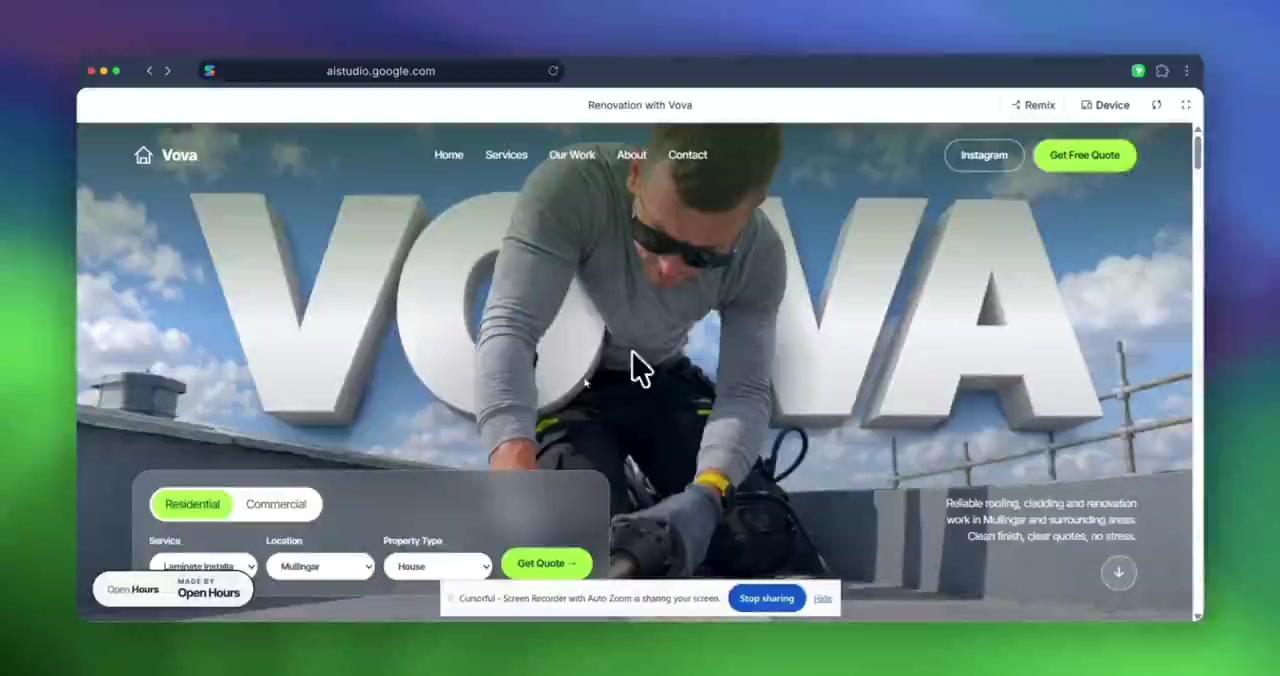 aistudio.google.com
Renovation with Vova
Remix
Device
Vova
Home
Services
Our Work
About
Contact
Instagram
Get Free Quote
VOVA
Residential
Commercial
Service
Location
Property Type
Laminate Installa
Mullingar
House
Get Quote →
Reliable roofing, cladding and renovation
work in Mullingar and surrounding areas.
Clean finish, clear quotes, no stress.
Open Hours
MADE BY
Open Hours
Cursorful - Screen Recorder with Auto Zoom is sharing your screen.
Stop sharing
Hide